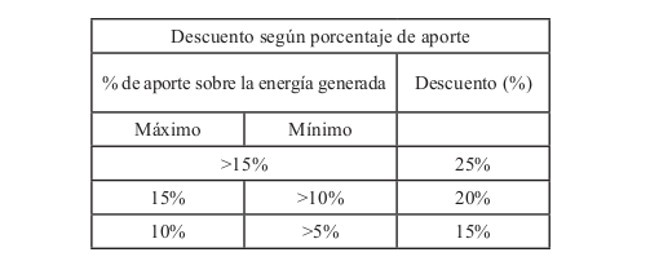 Descuento según porcentaje de aporte
% de aporte sobre la energía generada Descuento (%)
Máximo Mínimo
>15% 25%
15% >10% 20%
10% >5% 15%